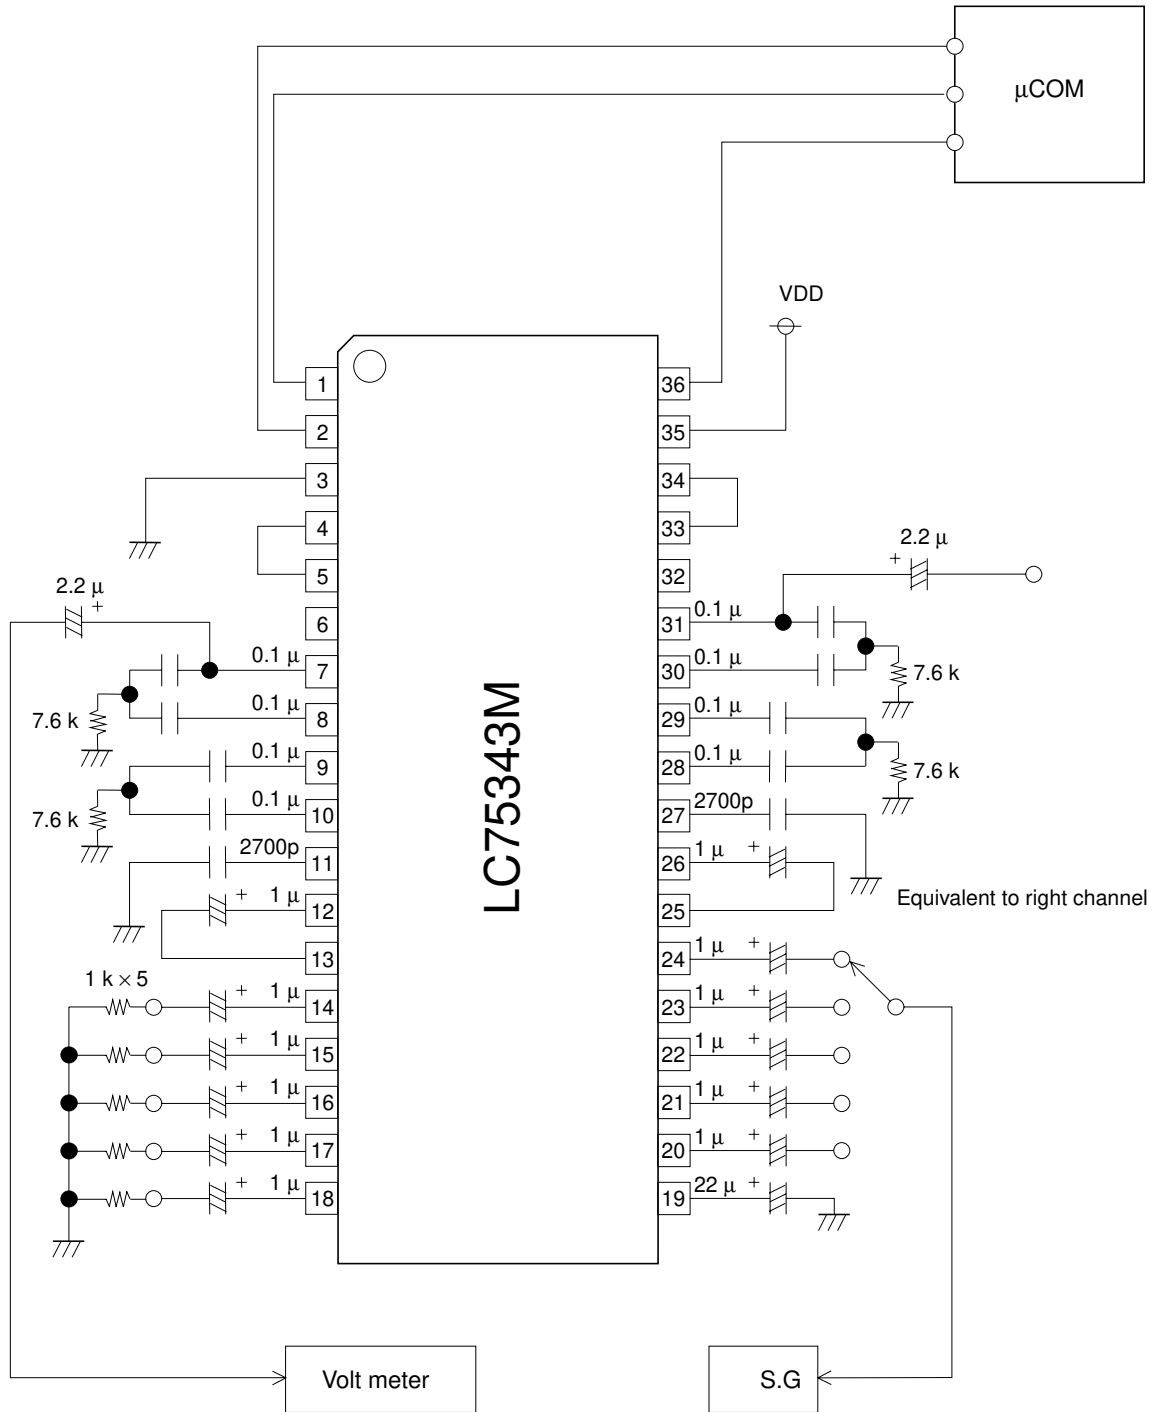 µCOM
VDD
1 36
2 35
3 34
4 33
2.2 µ +
5 32
2.2 µ +
6 31 0.1 µ
0.1 µ 7 30 0.1 µ
7.6 k
7.6 k 0.1 µ 8 29 0.1 µ
0.1 µ 9 28 0.1 µ
7.6 k
7.6 k 0.1 µ 10 27 2700p
2700p 11 26 1 µ +
+ 1 µ 12 25
Equivalent to right channel
13 24 1 µ +
1 k × 5
+ 1 µ 14 23 1 µ +
+ 1 µ 15 22 1 µ +
+ 1 µ 16 21 1 µ +
+ 1 µ 17 20 1 µ +
+ 1 µ 18 19 22 µ +
LC75343M
Volt meter
S.G